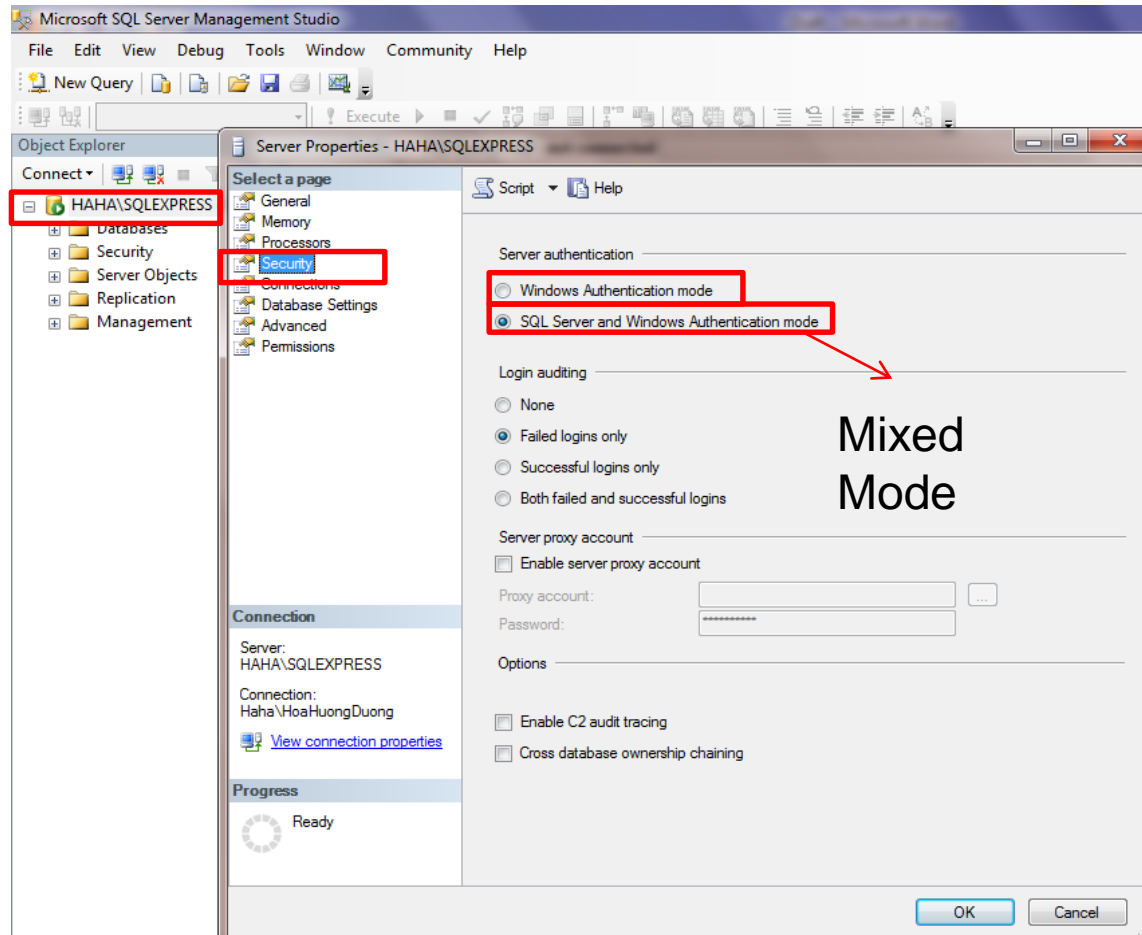 Microsoft SQL Server Management Studio
File Edit View Debug Tools Window Community Help
New Query
Execute
Object Explorer
Connect
HAHA\SQLEXPRESS
Databases
Security
Server Objects
Replication
Management
Server Properties - HAHA\SQLEXPRESS
Select a page
General
Memory
Processors
Security
Connections
Database Settings
Advanced
Permissions
Script Help
Server authentication
Windows Authentication mode
SQL Server and Windows Authentication mode
Login auditing
None
Failed logins only
Successful logins only
Both failed and successful logins
Mixed
Mode
Server proxy account
Enable server proxy account
Proxy account:
...
Password:
**********
Options
Enable C2 audit tracing
Cross database ownership chaining
Connection
Server:
HAHA\SQLEXPRESS
Connection:
Haha\HoaHuongDuong
View connection properties
Progress
Ready
OK Cancel